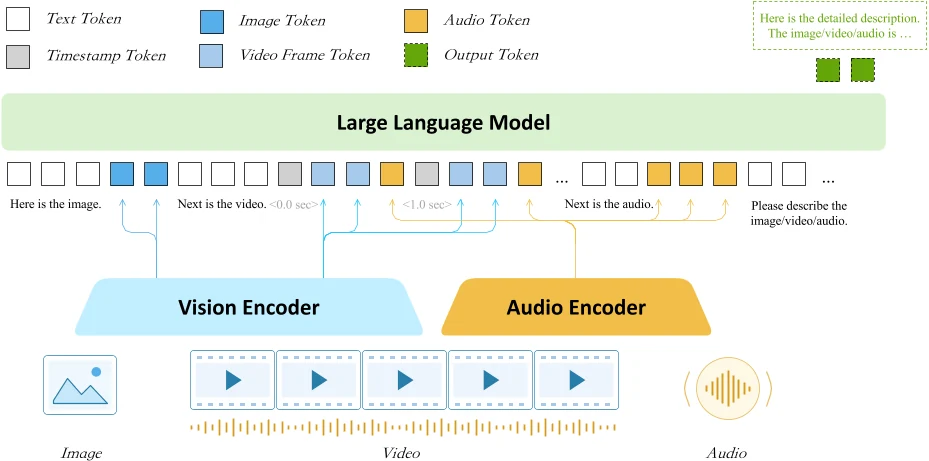 Text Token
Image Token
Audio Token
Timestamp Token
Video Frame Token
Output Token
Here is the detailed description.
The image/video/audio is …
Large Language Model
...
...
Here is the image.
Next is the video. <0.0 sec>
<1.0 sec>
Next is the audio.
Please describe the
image/video/audio.
Vision Encoder
Audio Encoder
Image
Video
Audio